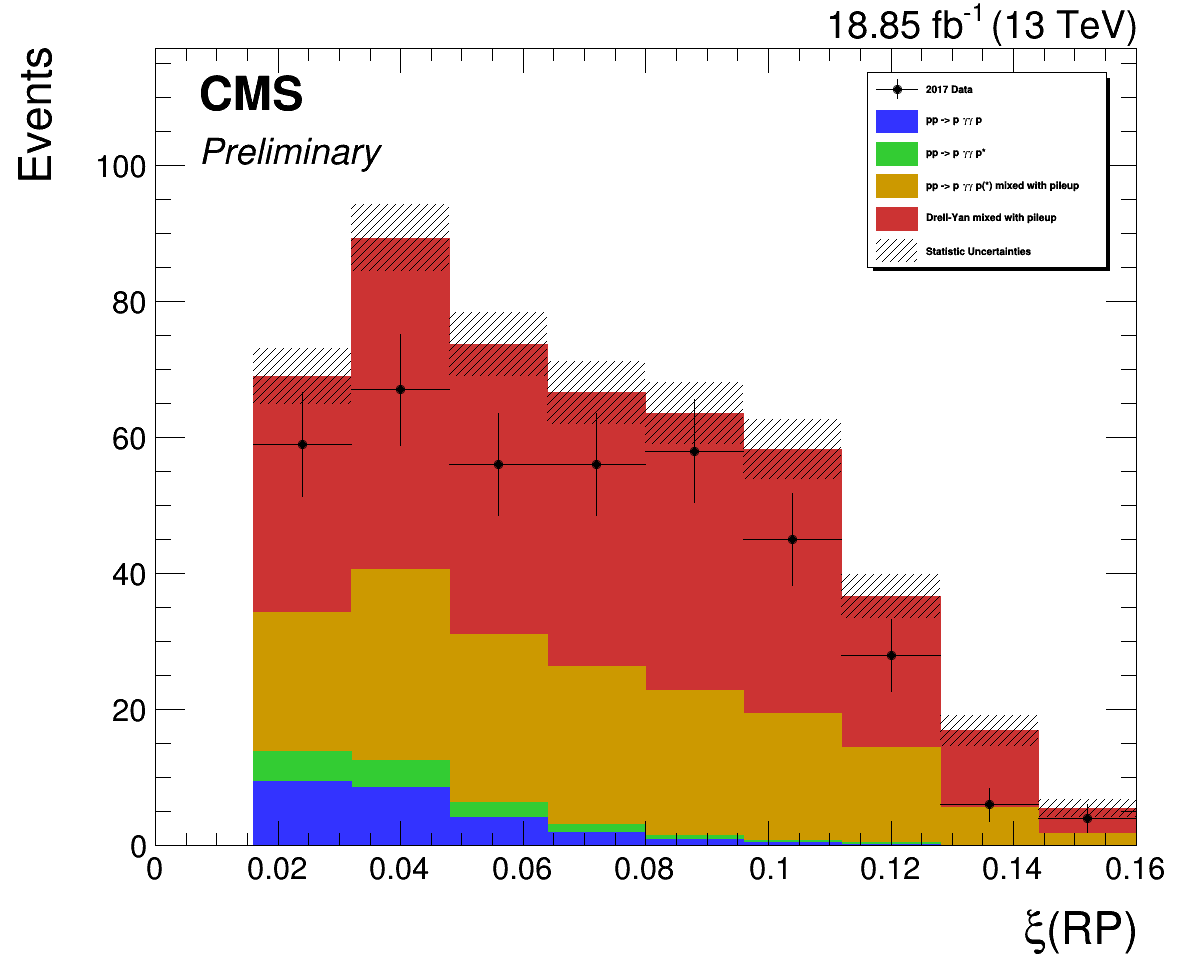 18.85 fb-1 (13 TeV)
Events
CMS
Preliminary
2017 Data
pp -> p γγ p
pp -> p γγ p*
pp -> p γγ p(*) mixed with pileup
Drell-Yan mixed with pileup
Statistic Uncertainties
100
80
60
40
20
0
0 0.02 0.04 0.06 0.08 0.1 0.12 0.14 0.16
ξ(RP)